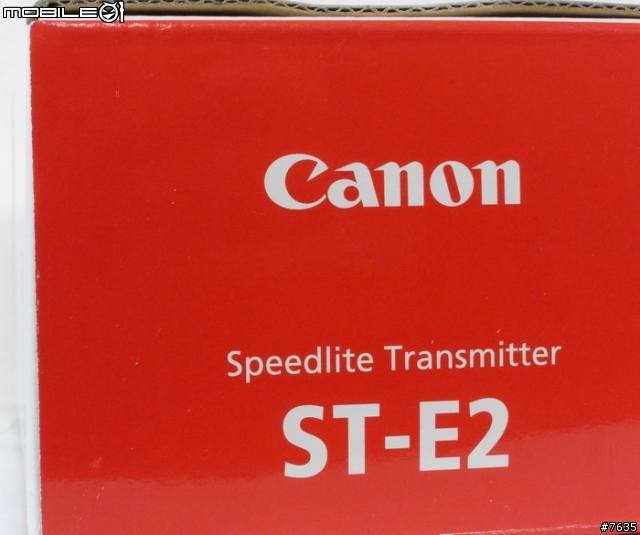 MOBILE01
Canon
Speedlite Transmitter
ST-E2
#7635